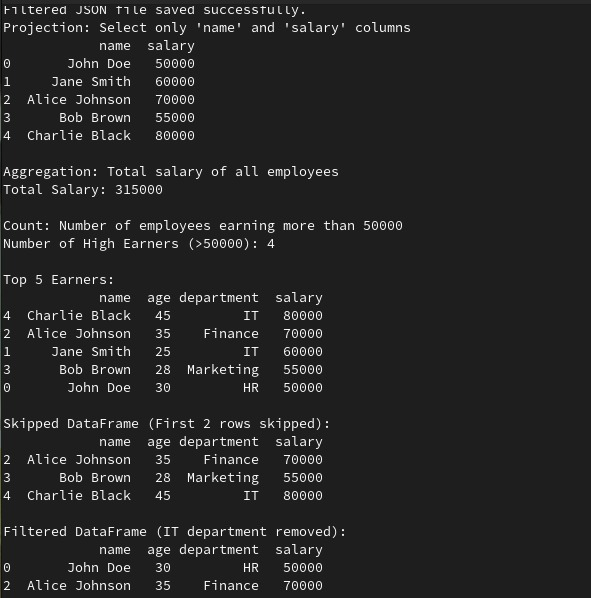 Filtered JSON file saved successfully.
Projection: Select only 'name' and 'salary' columns
            name  salary
0       John Doe   50000
1     Jane Smith   60000
2  Alice Johnson   70000
3      Bob Brown   55000
4  Charlie Black   80000

Aggregation: Total salary of all employees
Total Salary: 315000

Count: Number of employees earning more than 50000
Number of High Earners (>50000): 4

Top 5 Earners:
            name  age department  salary
4  Charlie Black   45         IT   80000
2  Alice Johnson   35    Finance   70000
1     Jane Smith   25         IT   60000
3      Bob Brown   28  Marketing   55000
0       John Doe   30         HR   50000

Skipped DataFrame (First 2 rows skipped):
            name  age department  salary
2  Alice Johnson   35    Finance   70000
3      Bob Brown   28  Marketing   55000
4  Charlie Black   45         IT   80000

Filtered DataFrame (IT department removed):
            name  age department  salary
0       John Doe   30         HR   50000
2  Alice Johnson   35    Finance   70000